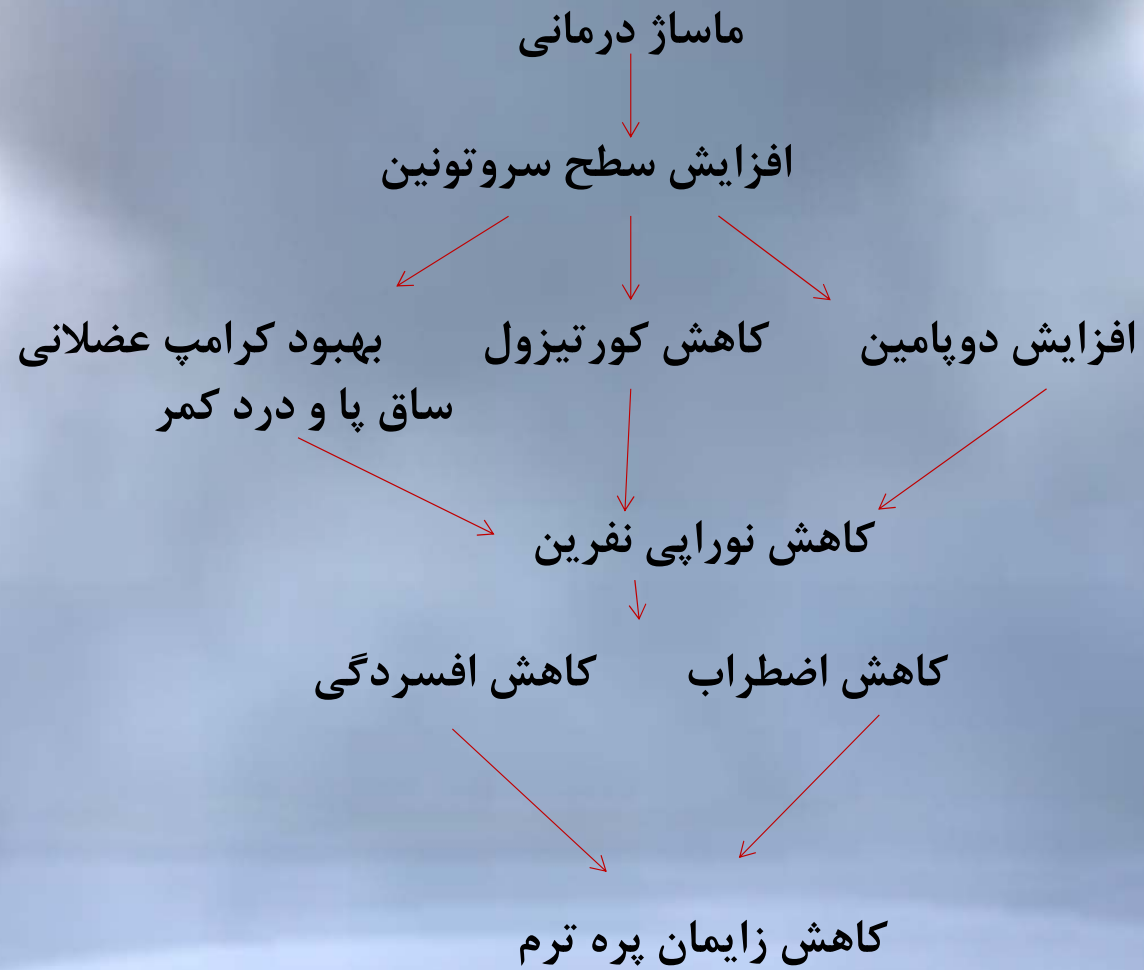 ماساژ درمانی
افزایش سطح سروتونین
افزایش دوپامین
کاهش کورتیزول
بهبود کرامپ عضلانی
ساق پا و درد کمر
کاهش نوراپی نفرین
کاهش اضطراب
کاهش افسردگی
کاهش زایمان پره ترم